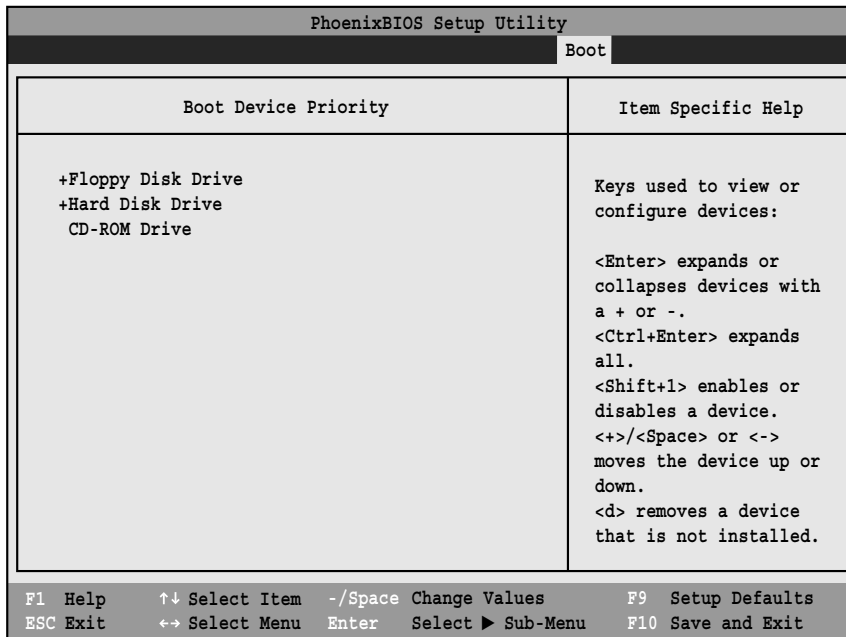 PhoenixBIOS Setup Utility
Boot
Boot Device Priority
+Floppy Disk Drive
+Hard Disk Drive
CD-ROM Drive
Item Specific Help
Keys used to view or
configure devices:
<Enter> expands or
collapses devices with
a + or -.
<Ctrl+Enter> expands
all.
<Shift+1> enables or
disables a device.
<+>/<Space> or <->
moves the device up or
down.
<d> removes a device
that is not installed.
F1 Help ↑↓ Select Item -/Space Change Values F9 Setup Defaults
ESC Exit ↔ Select Menu Enter Select ▶ Sub-Menu F10 Save and Exit